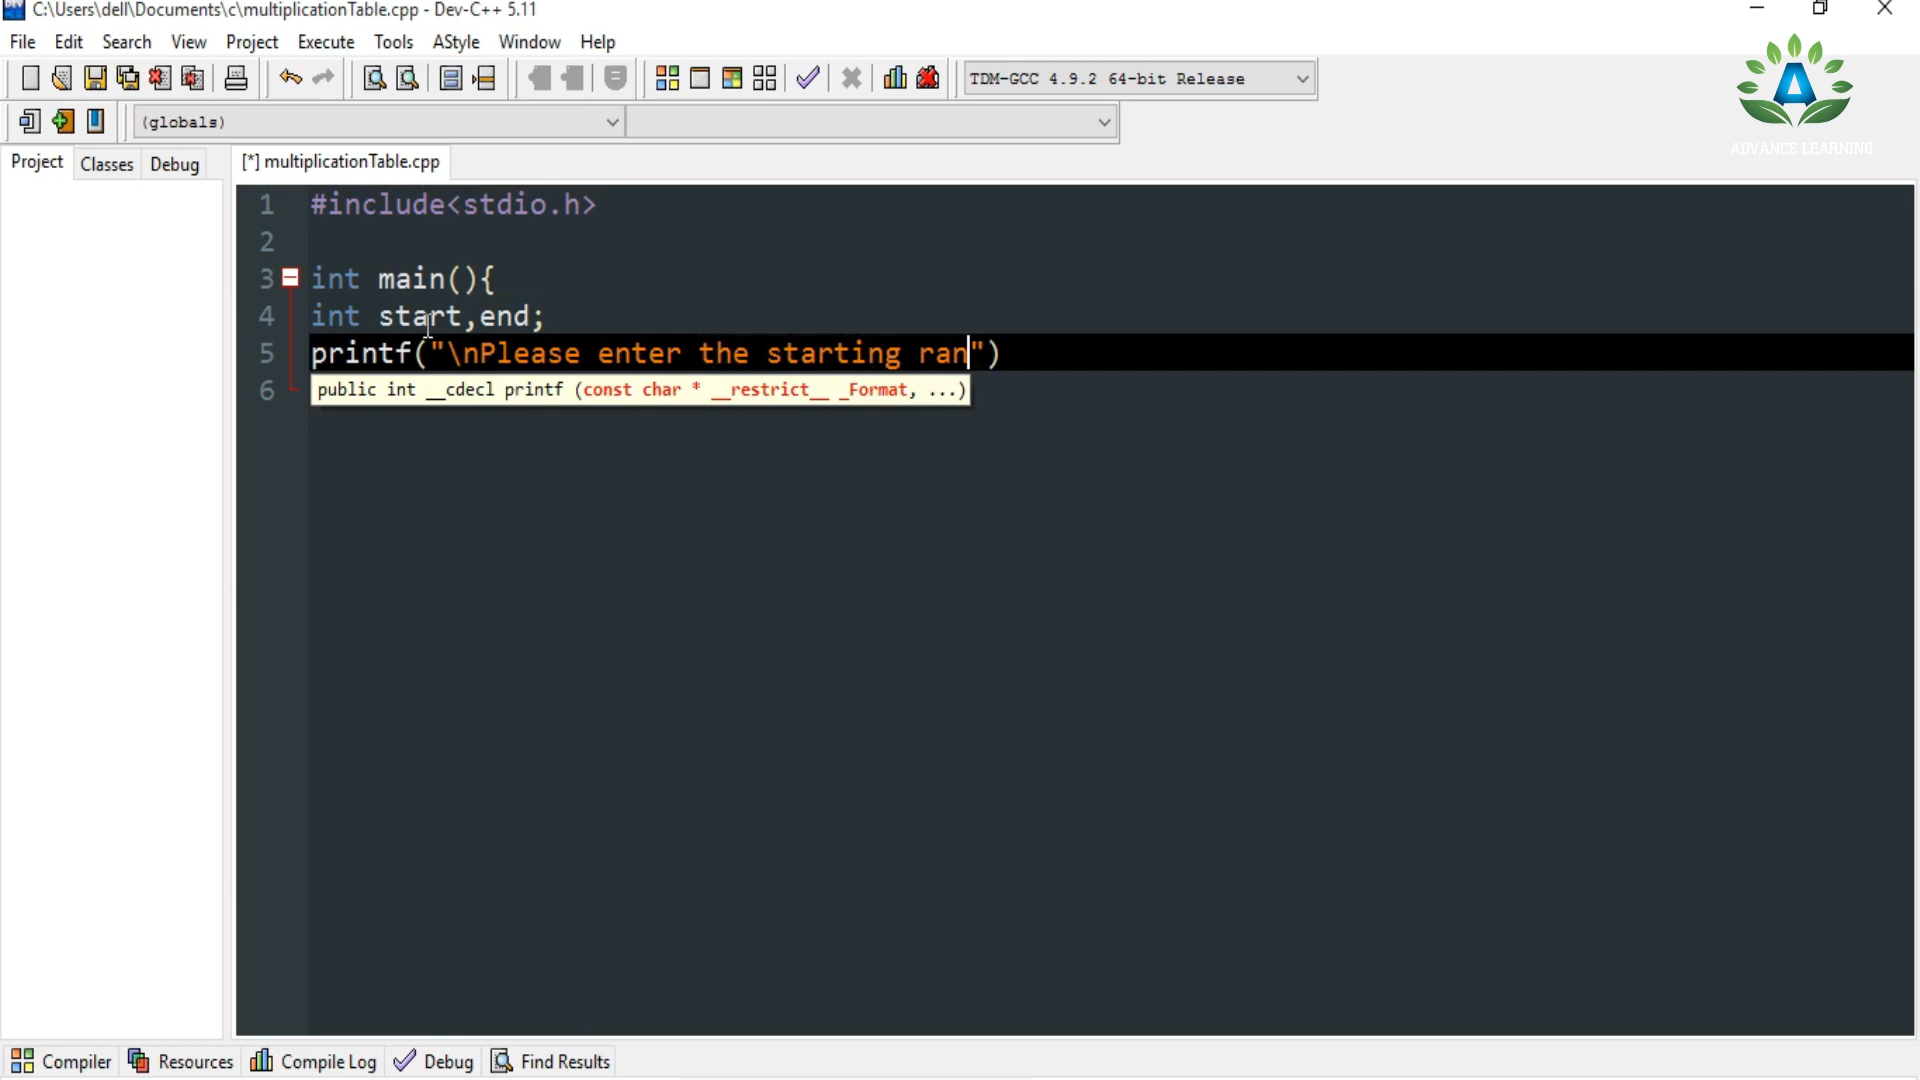 C:\Users\dell\Documents\c\multiplicationTable.cpp - Dev-C++ 5.11
File Edit Search View Project Execute Tools AStyle Window Help
TDM-GCC 4.9.2 64-bit Release
ADVANCE LEARNING
(globals)
Project Classes Debug
[*] multiplicationTable.cpp
1 #include<stdio.h>
2
3 int main(){
4 int start,end;
5 printf("\nPlease enter the starting ran")
6
public int __cdecl printf (const char * __restrict__ _Format, ...)
Compiler Resources Compile Log Debug Find Results